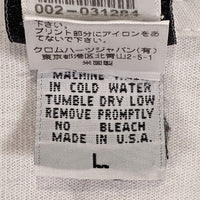 002-031284
下さい。
プリント部分にアイロンをあ
てないで下さい。
クロムハーツジャパン(有)
東京都港区北青山2-5-1
MACHINE WASH
IN COLD WATER
TUMBLE DRY LOW
REMOVE PROMPTLY
NO BLEACH
MADE IN U.S.A.
L